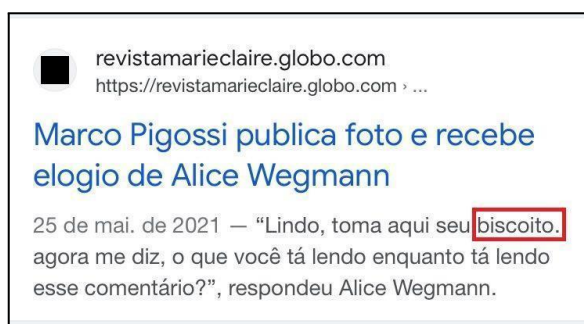 revistamarieclaire.globo.com
https://revistamarieclaire.globo.com › ...
Marco Pigossi publica foto e recebe
elogio de Alice Wegmann
25 de mai. de 2021 — “Lindo, toma aqui seu biscoito.
agora me diz, o que você tá lendo enquanto tá lendo
esse comentário?”, respondeu Alice Wegmann.